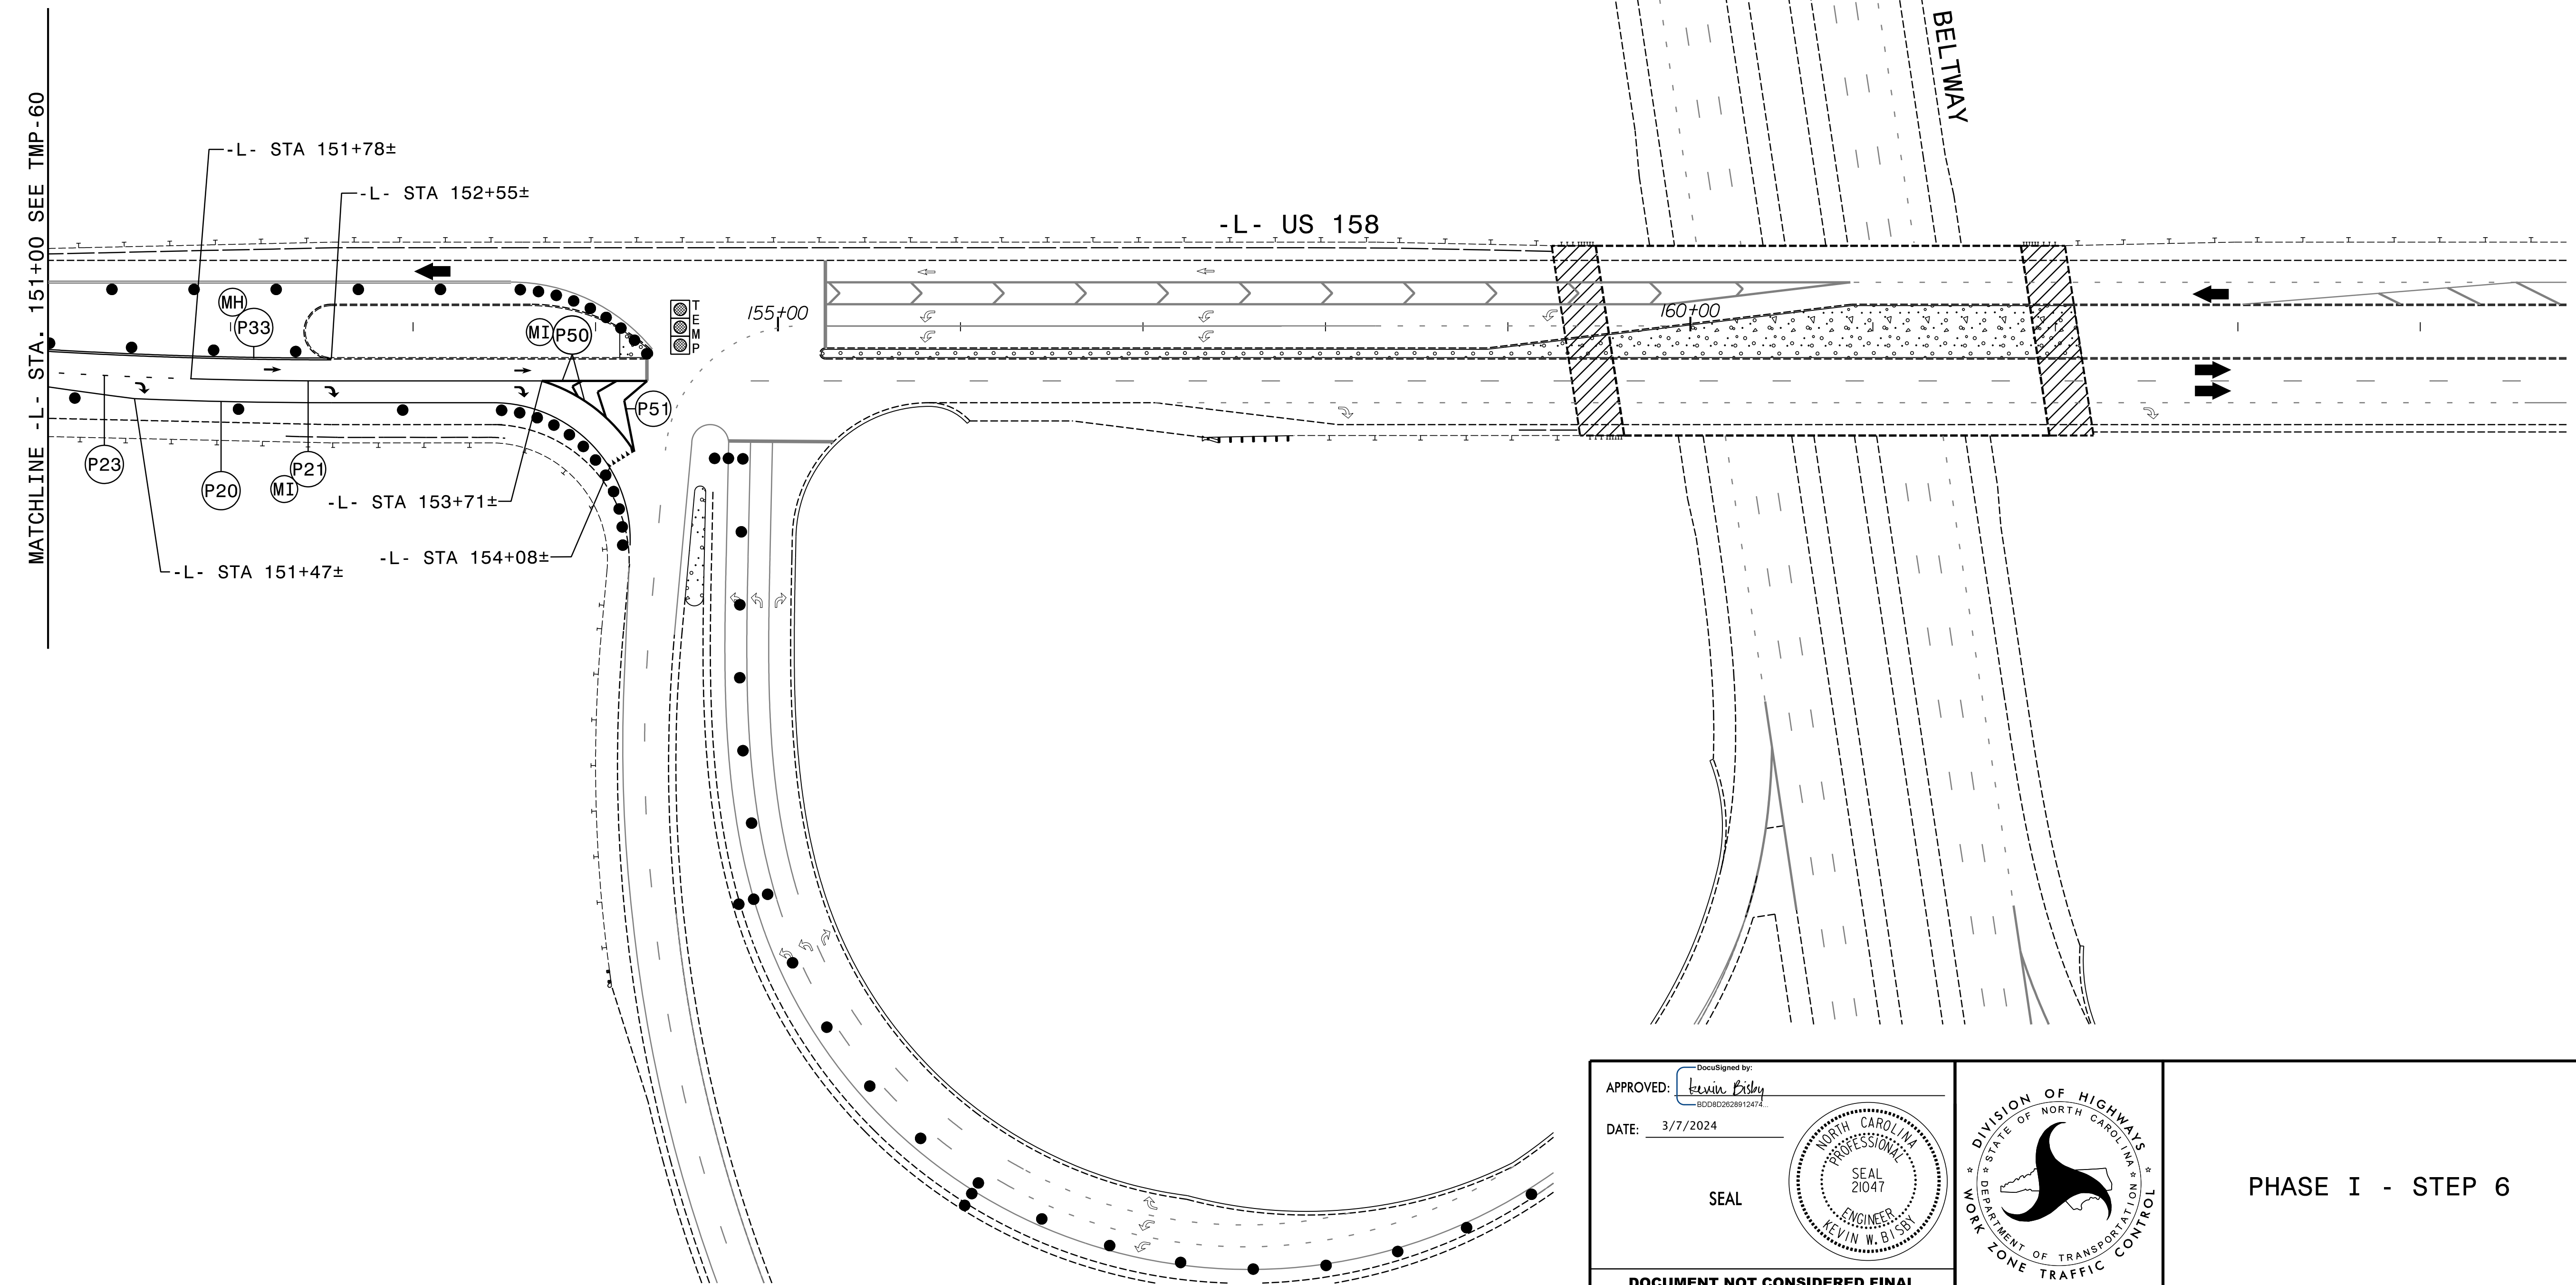 MATCHLINE -L- STA. 151+00 SEE TMP-60
BELTWAY
-L- STA 151+78±
-L- STA 152+55±
-L- US 158
MH
P33
MI
P50
TEMP
155+00
160+00
P51
P23
P20
MI
P21
-L- STA 153+71±
-L- STA 154+08±
-L- STA 151+47±
APPROVED:
DocuSigned by:
Kevin Bisby
BDD8D2628912474...
DATE: 3/7/2024
SEAL
NORTH CAROLINA
PROFESSIONAL
SEAL
21047
ENGINEER
KEVIN W. BISBY
DOCUMENT NOT CONSIDERED FINAL
DIVISION OF HIGHWAYS
STATE OF NORTH CAROLINA
DEPARTMENT OF TRANSPORTATION
WORK ZONE TRAFFIC CONTROL
PHASE I - STEP 6